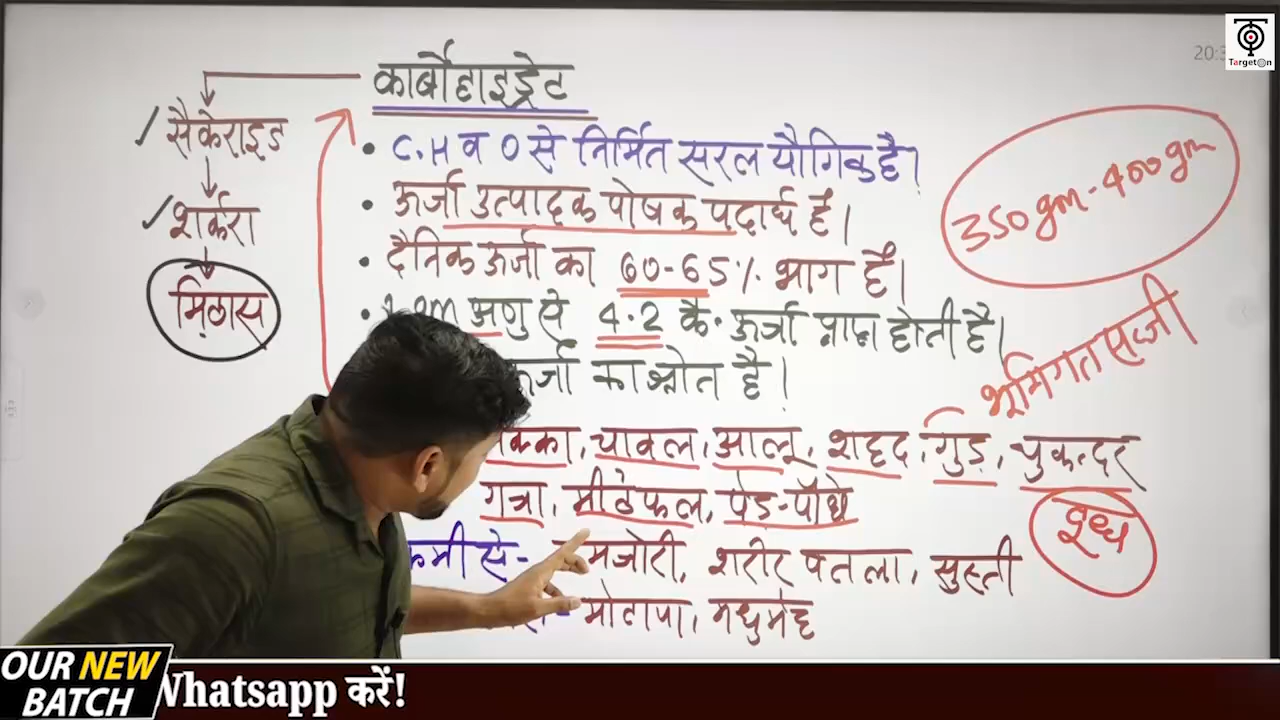 कार्बोहाइड्रेट
सैकेराइड
शर्करा
मिठास
• C.H व O से निर्मित सरल यौगिक है।
• ऊर्जा उत्पादक पोषक पदार्थ है।
• दैनिक ऊर्जा का 60-65% भाग है।
• gm अणु से 4.2 कै. ऊर्जा प्राप्त होती है।
ऊर्जा का स्रोत है।
मक्का, चावल, आलू, शहद, गुड़, चुकन्दर
गन्ना, मीठे फल, पेड़-पौधे
कमी से - कमजोरी, शरीर पतला, सुस्ती
मोटापा, मधुमेह
350 gm - 400 gm
भूमिगत सब्जी
दूध
TargetOn
OUR NEW
BATCH
Whatsapp करें!